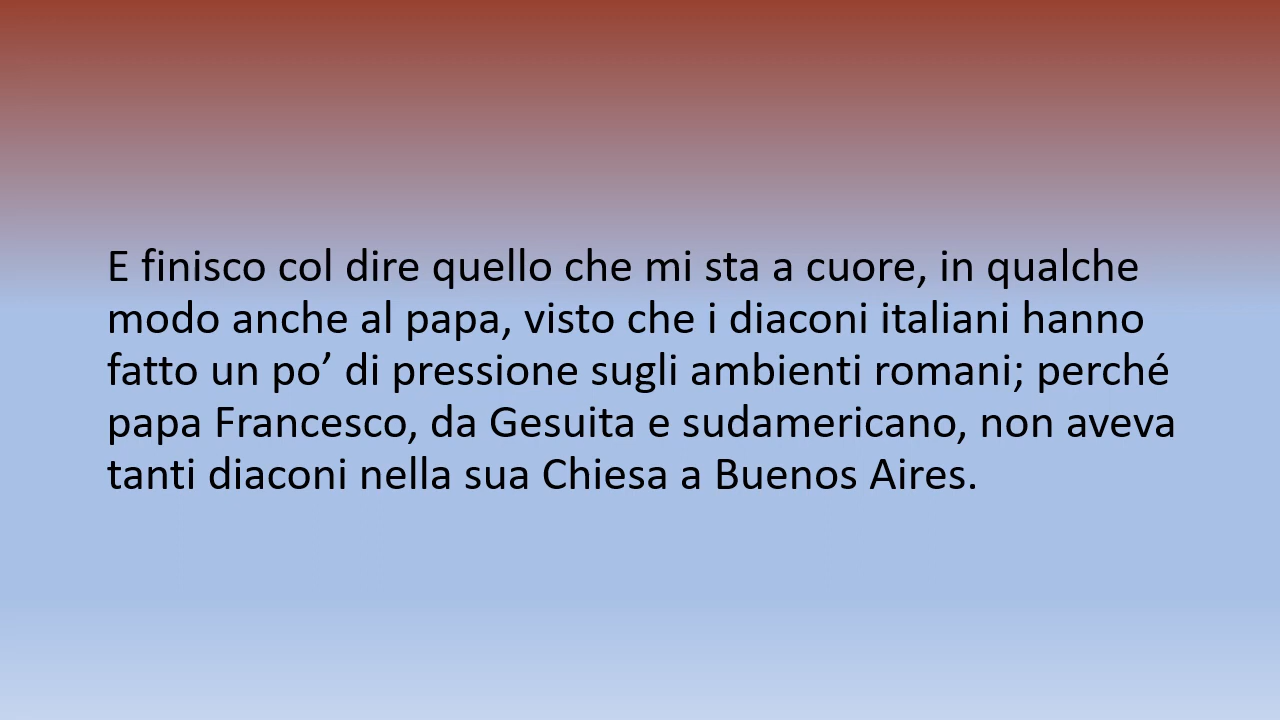 E finisco col dire quello che mi sta a cuore, in qualche
modo anche al papa, visto che i diaconi italiani hanno
fatto un po’ di pressione sugli ambienti romani; perché
papa Francesco, da Gesuita e sudamericano, non aveva
tanti diaconi nella sua Chiesa a Buenos Aires.